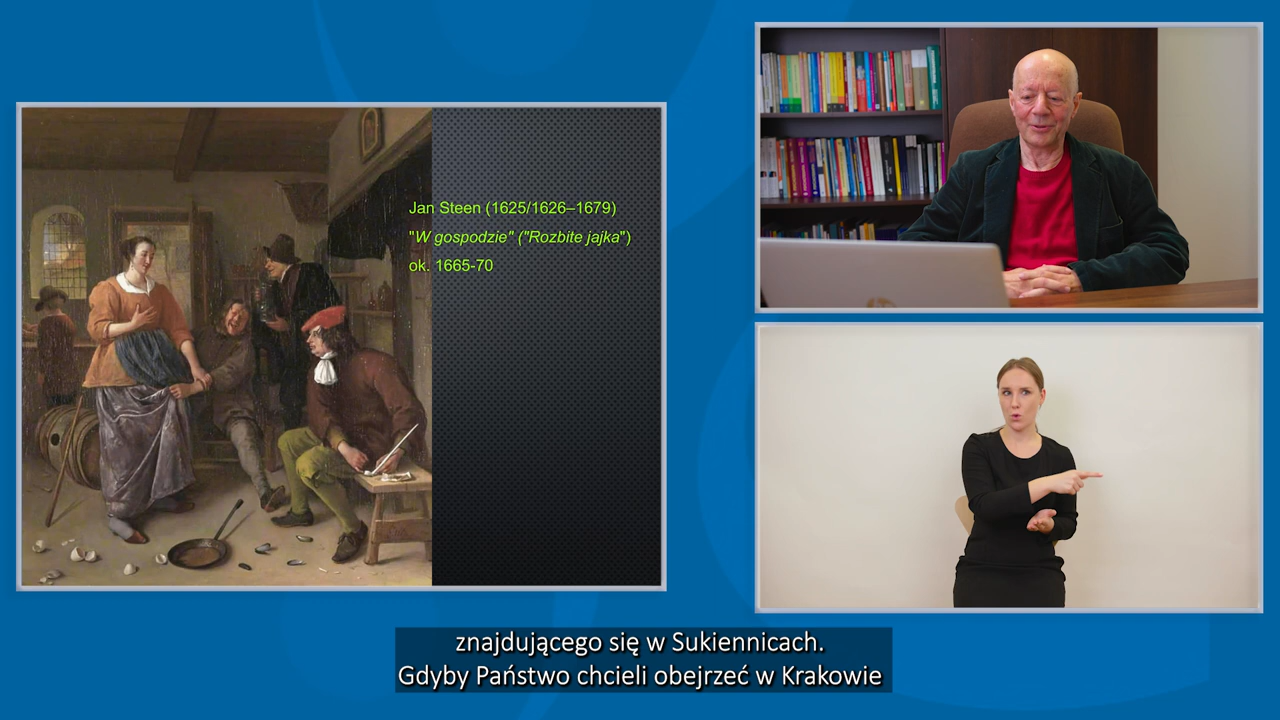 Jan Steen (1625/1626–1679)
"W gospodzie" ("Rozbite jajka")
ok. 1665-70
znajdującego się w Sukiennicach.
Gdyby Państwo chcieli obejrzeć w Krakowie